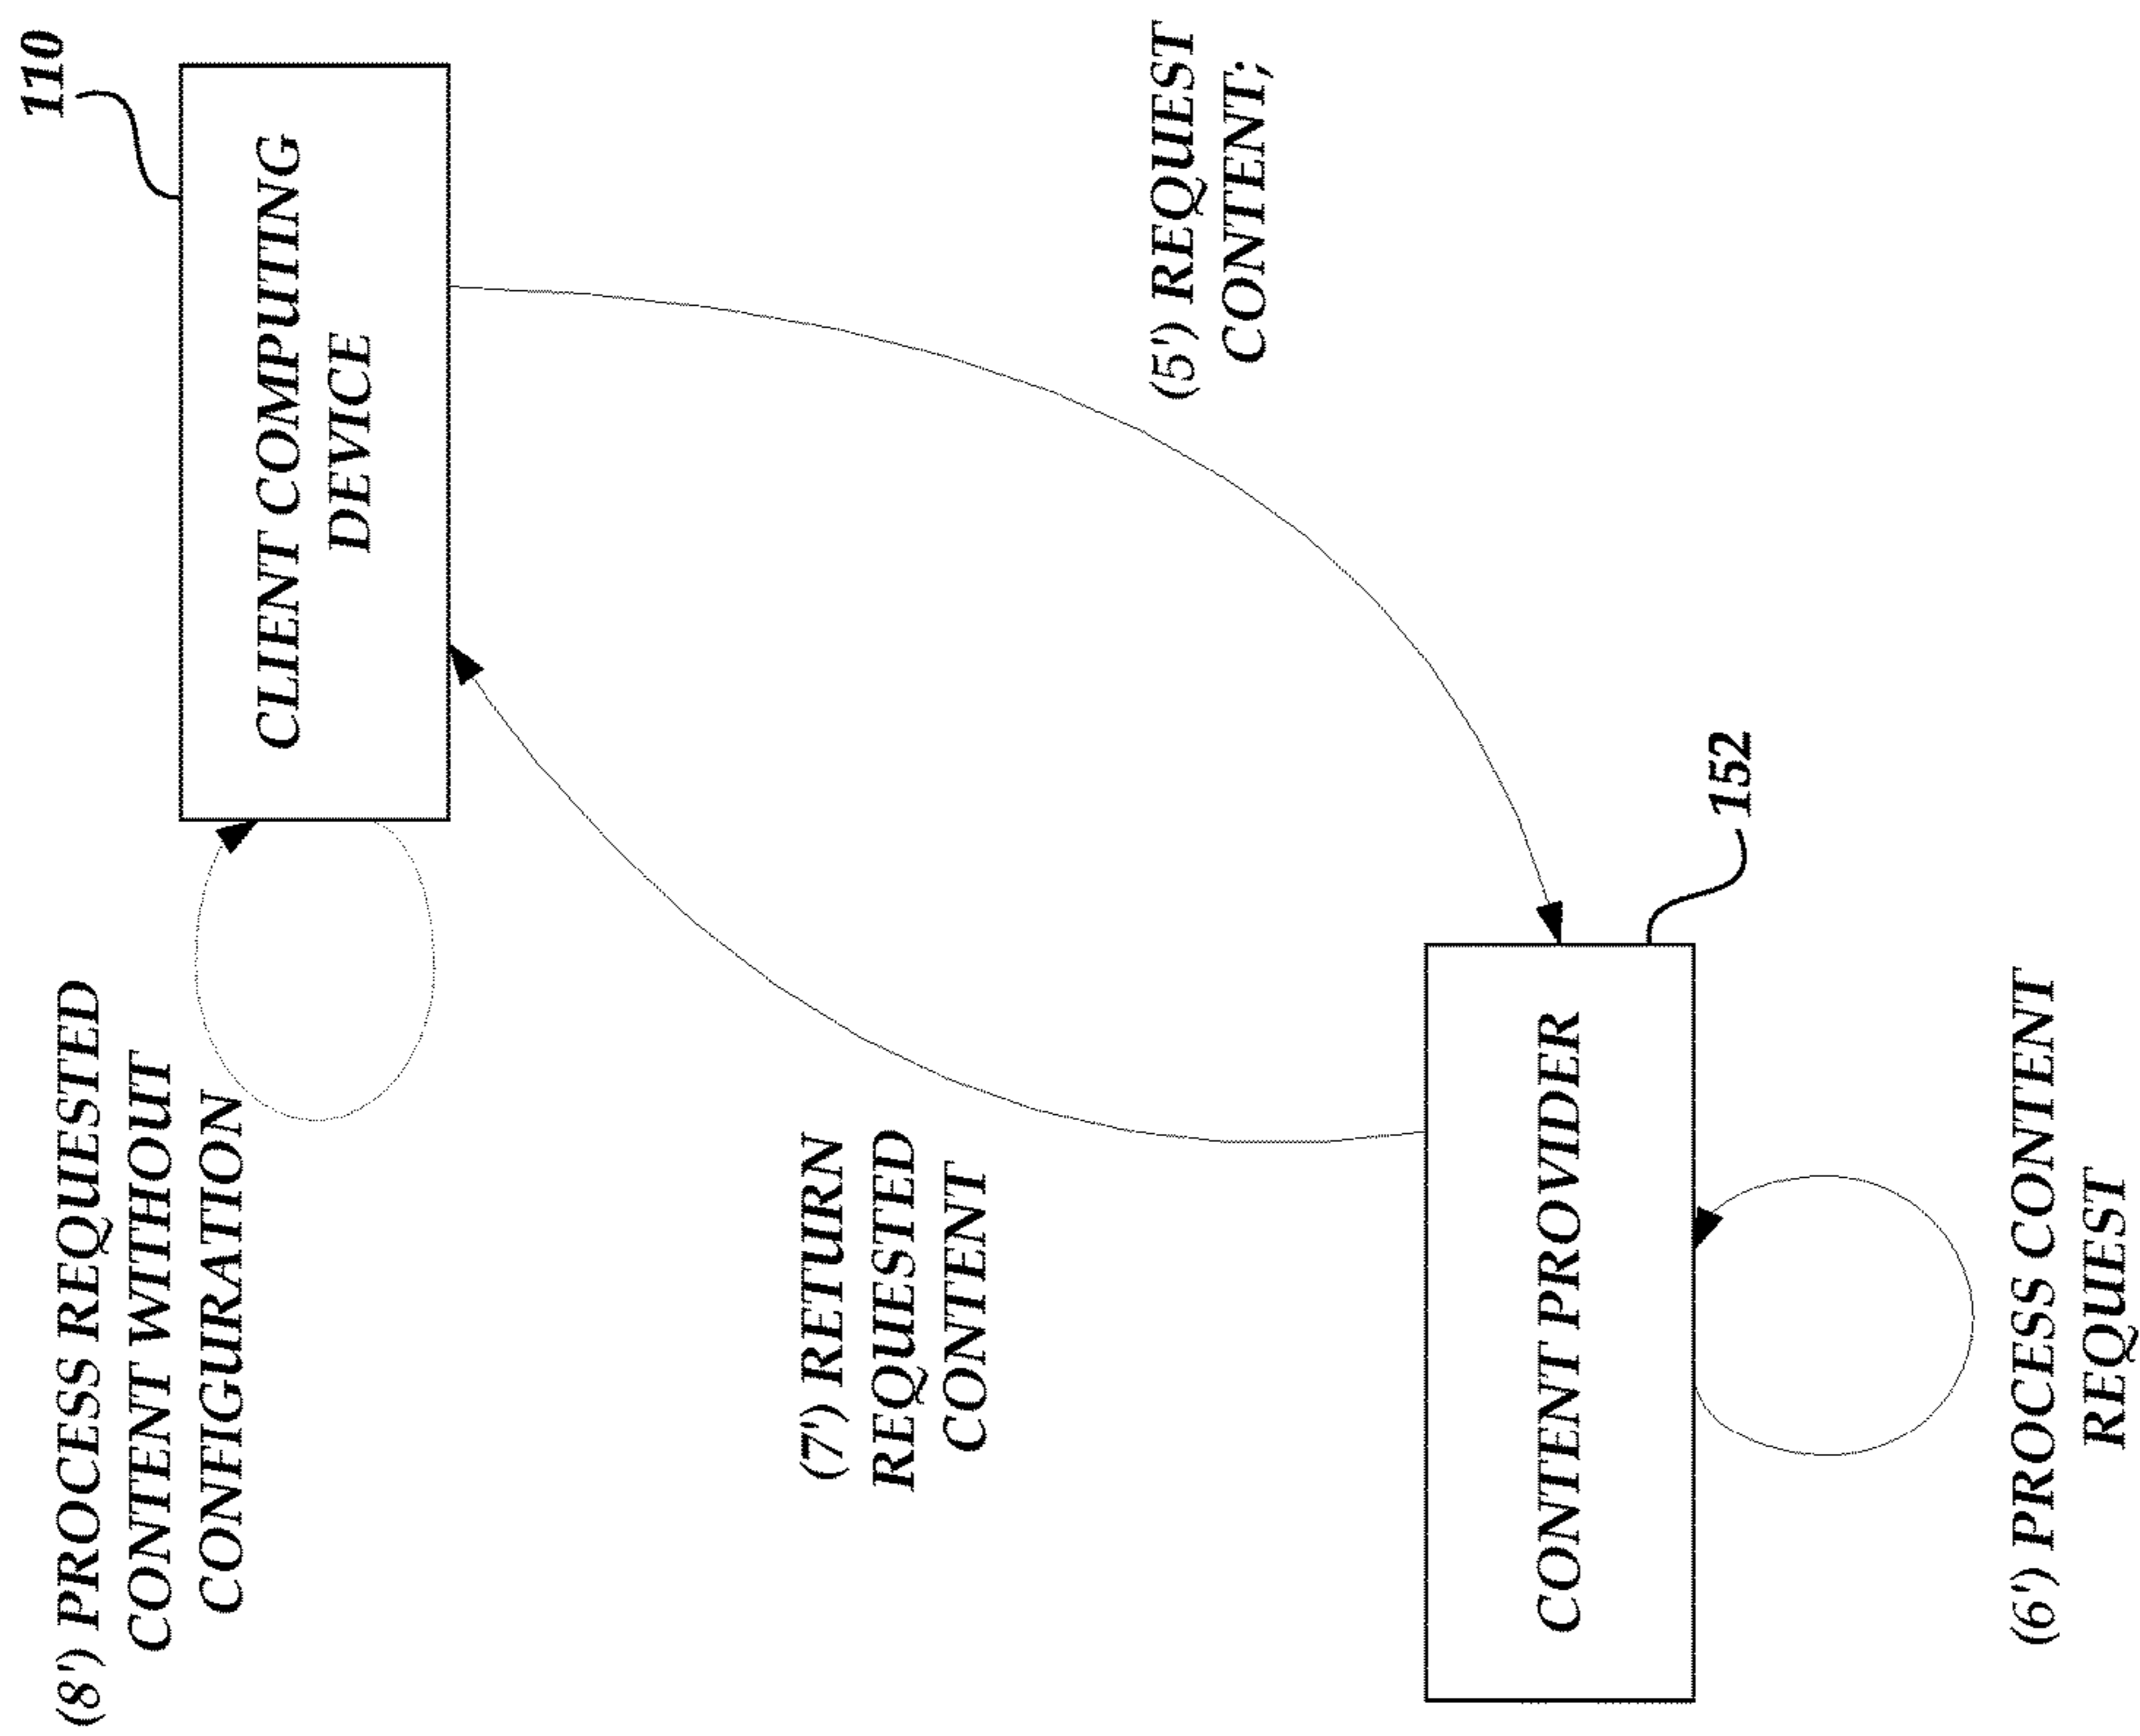 (8') PROCESS REQUESTED
CONTENT WITHOUT
CONFIGURATION
110
CLIENT COMPUTING
DEVICE
(7') RETURN
REQUESTED
CONTENT
(5') REQUEST
CONTENT;
CONTENT PROVIDER
152
(6') PROCESS CONTENT
REQUEST